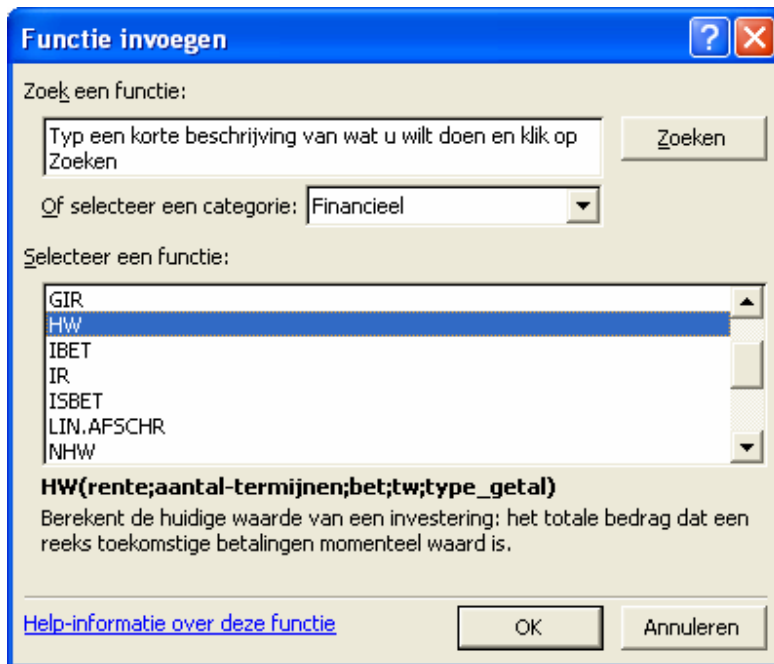 Functie invoegen
Zoek een functie:
Typ een korte beschrijving van wat u wilt doen en klik op
Zoeken
Zoeken
Of selecteer een categorie: Financieel
Selecteer een functie:
GIR
HW
IBET
IR
ISBET
LIN.AFSCHR
NHW
HW(rente;aantal-termijnen;bet;tw;type_getal)
Berekent de huidige waarde van een investering: het totale bedrag dat een
reeks toekomstige betalingen momenteel waard is.
Help-informatie over deze functie
OK
Annuleren